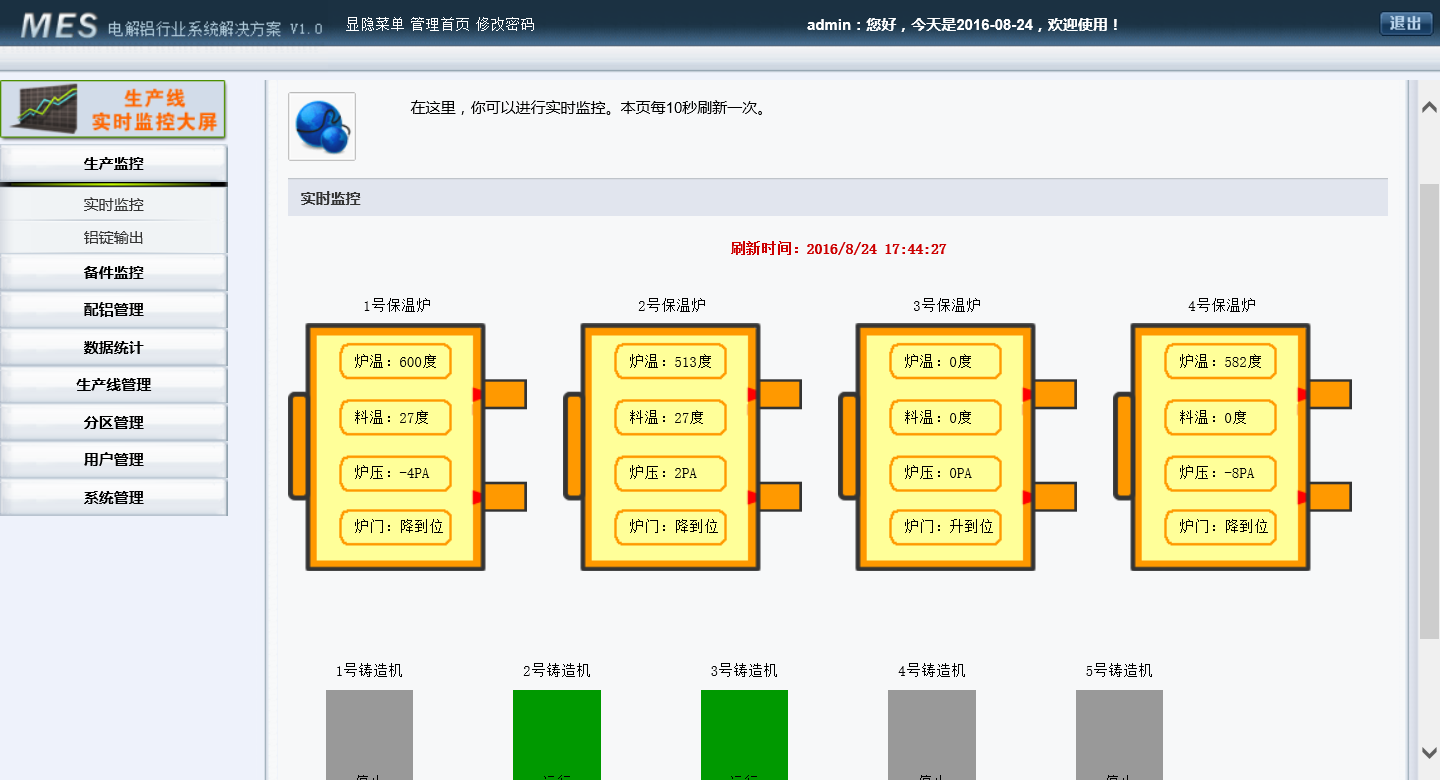 MES 电解铝行业系统解决方案 V1.0 显隐菜单 管理首页 修改密码 admin：您好，今天是2016-08-24，欢迎使用！ 退出
生产线
实时监控大屏
生产监控
实时监控
铝锭输出
备件监控
配铝管理
数据统计
生产线管理
分区管理
用户管理
系统管理
在这里，你可以进行实时监控。本页每10秒刷新一次。
实时监控
刷新时间：2016/8/24 17:44:27
1号保温炉
炉温：600度
料温：27度
炉压：-4PA
炉门：降到位
2号保温炉
炉温：513度
料温：27度
炉压：2PA
炉门：降到位
3号保温炉
炉温：0度
料温：0度
炉压：0PA
炉门：升到位
4号保温炉
炉温：582度
料温：0度
炉压：-8PA
炉门：降到位
1号铸造机 2号铸造机 3号铸造机 4号铸造机 5号铸造机